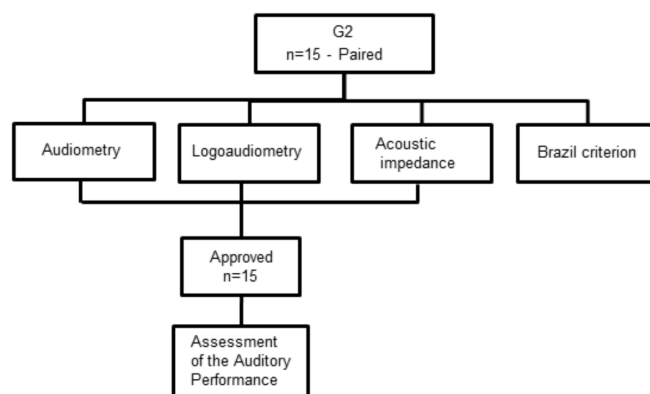 G2
n=15 - Paired
Audiometry
Logoaudiometry
Acoustic
impedance
Brazil criterion
Approved
n=15
Assessment
of the Auditory
Performance